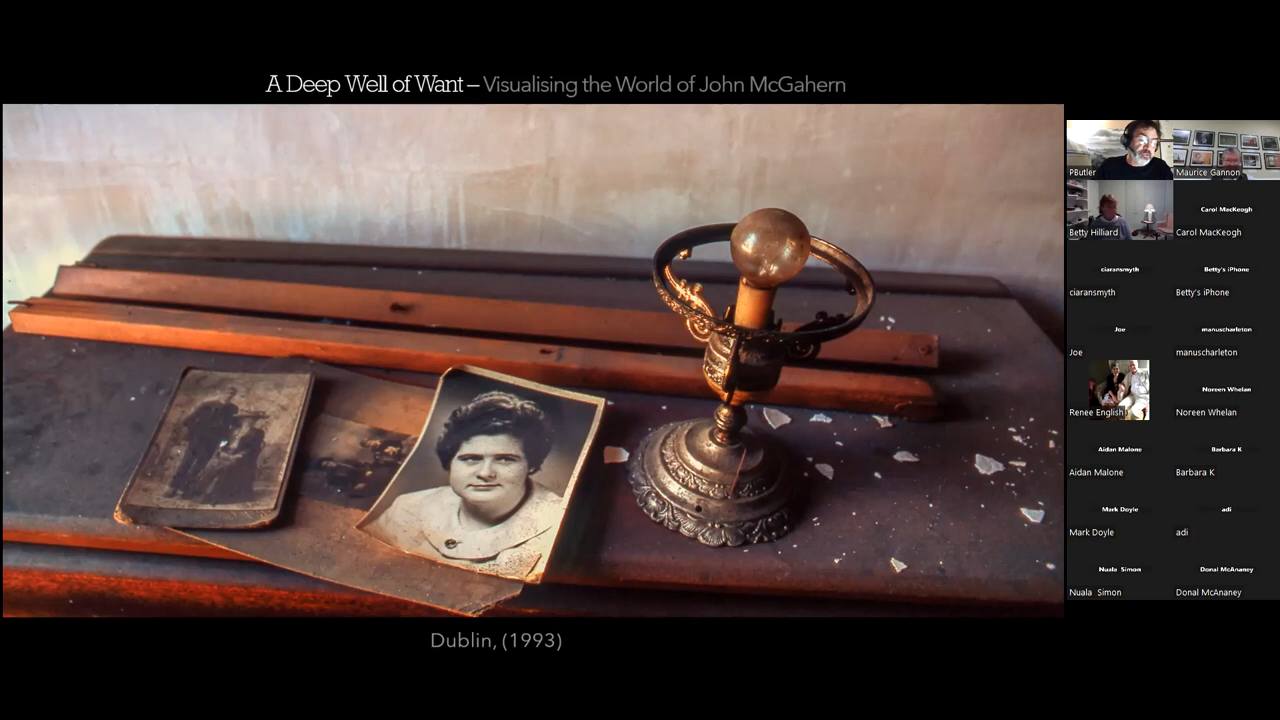 A Deep Well of Want – Visualising the World of John McGahern
Dublin, (1993)
PButler
Maurice Gannon
Betty Hilliard
Carol MacKeogh
Carol MacKeogh
ciaransmyth
ciaransmyth
Betty's iPhone
Betty's iPhone
Joe
Joe
manuscharleton
manuscharleton
Renee English
Noreen Whelan
Noreen Whelan
Aidan Malone
Aidan Malone
Barbara K
Barbara K
Mark Doyle
Mark Doyle
adi
adi
Nuala Simon
Nuala Simon
Donal McAnaney
Donal McAnaney